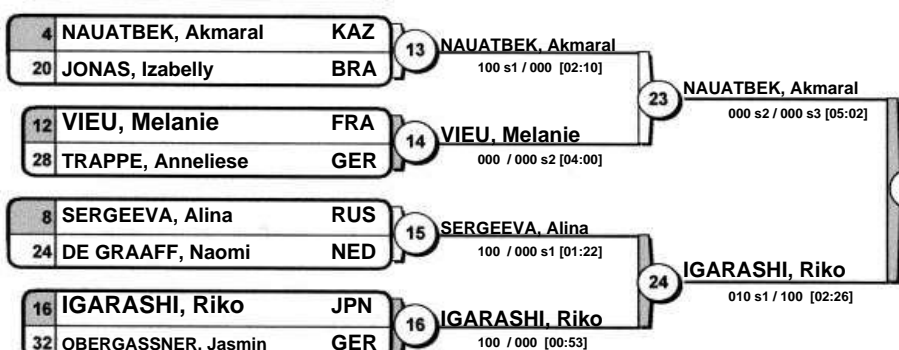 4 NAUATBEK, Akmaral KAZ
20 JONAS, Izabelly BRA
13
NAUATBEK, Akmaral
100 s1 / 000 [02:10]
12 VIEU, Melanie FRA
28 TRAPPE, Anneliese GER
14
VIEU, Melanie
000 / 000 s2 [04:00]
23
NAUATBEK, Akmaral
000 s2 / 000 s3 [05:02]
8 SERGEEVA, Alina RUS
24 DE GRAAFF, Naomi NED
15
SERGEEVA, Alina
100 / 000 s1 [01:22]
16 IGARASHI, Riko JPN
32 OBERGASSNER, Jasmin GER
16
IGARASHI, Riko
100 / 000 [00:53]
24
IGARASHI, Riko
010 s1 / 100 [02:26]